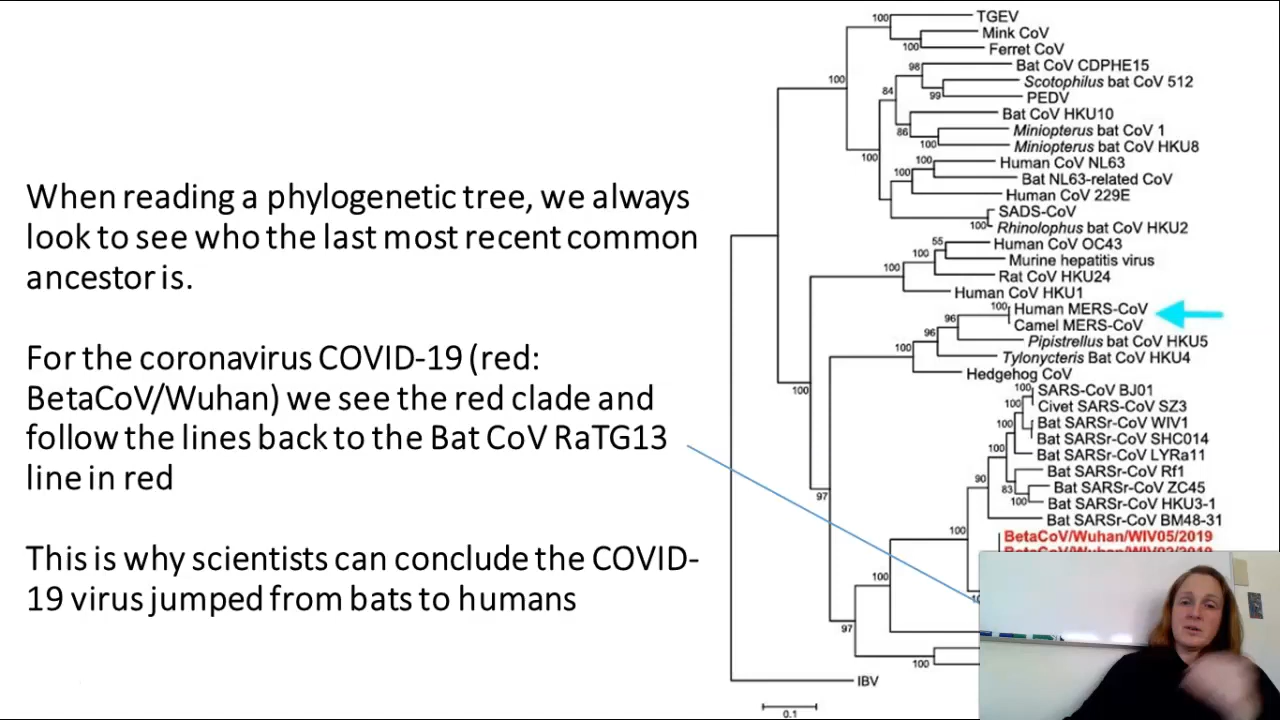 When reading a phylogenetic tree, we always
look to see who the last most recent common
ancestor is.
For the coronavirus COVID-19 (red:
BetaCoV/Wuhan) we see the red clade and
follow the lines back to the Bat CoV RaTG13
line in red
This is why scientists can conclude the COVID-
19 virus jumped from bats to humans
100
TGEV
Mink CoV
100
Ferret CoV
100
98
Bat CoV CDPHE15
84
Scotophilus bat CoV 512
99
PEDV
Bat CoV HKU10
86
Miniopterus bat CoV 1
100
Miniopterus bat CoV HKU8
100
100
Human CoV NL63
100
Bat NL63-related CoV
Human CoV 229E
SADS-CoV
100
Rhinolophus bat CoV HKU2
55
Human CoV OC43
100
Murine hepatitis virus
100
Rat CoV HKU24
Human CoV HKU1
100
Human MERS-CoV
96
Camel MERS-CoV
96
Pipistrellus bat CoV HKU5
100
Tylonycteris Bat CoV HKU4
Hedgehog CoV
100
100
SARS-CoV BJ01
100
Civet SARS-CoV SZ3
100
Bat SARSr-CoV WIV1
Bat SARSr-CoV SHC014
100
Bat SARSr-CoV LYRa11
Bat SARSr-CoV Rf1
90
83
Bat SARSr-CoV ZC45
100
Bat SARSr-CoV HKU3-1
97
Bat SARSr-CoV BM48-31
100
BetaCoV/Wuhan/WIV05/2019
100
97
100
IBV
0.1